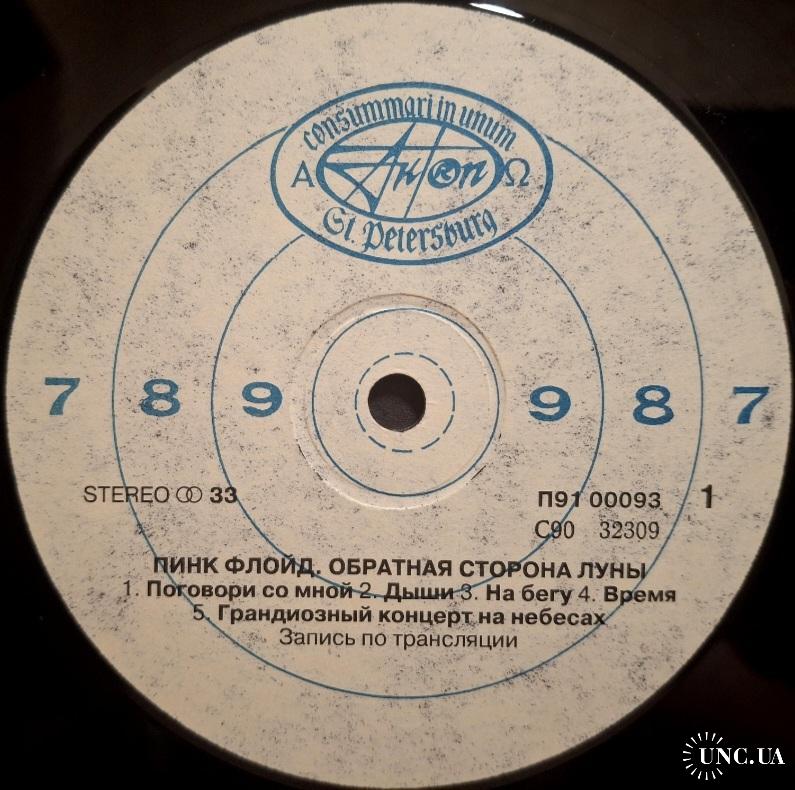 consummari in unum
Α АнТроп Ω
St. Petersburg
7 8 9 9 8 7
STEREO 33
П91 00093 1
С90 32309
ПИНК ФЛОЙД. ОБРАТНАЯ СТОРОНА ЛУНЫ
1. Поговори со мной 2. Дыши 3. На бегу 4. Время
5. Грандиозный концерт на небесах
Запись по трансляции
UNC.UA